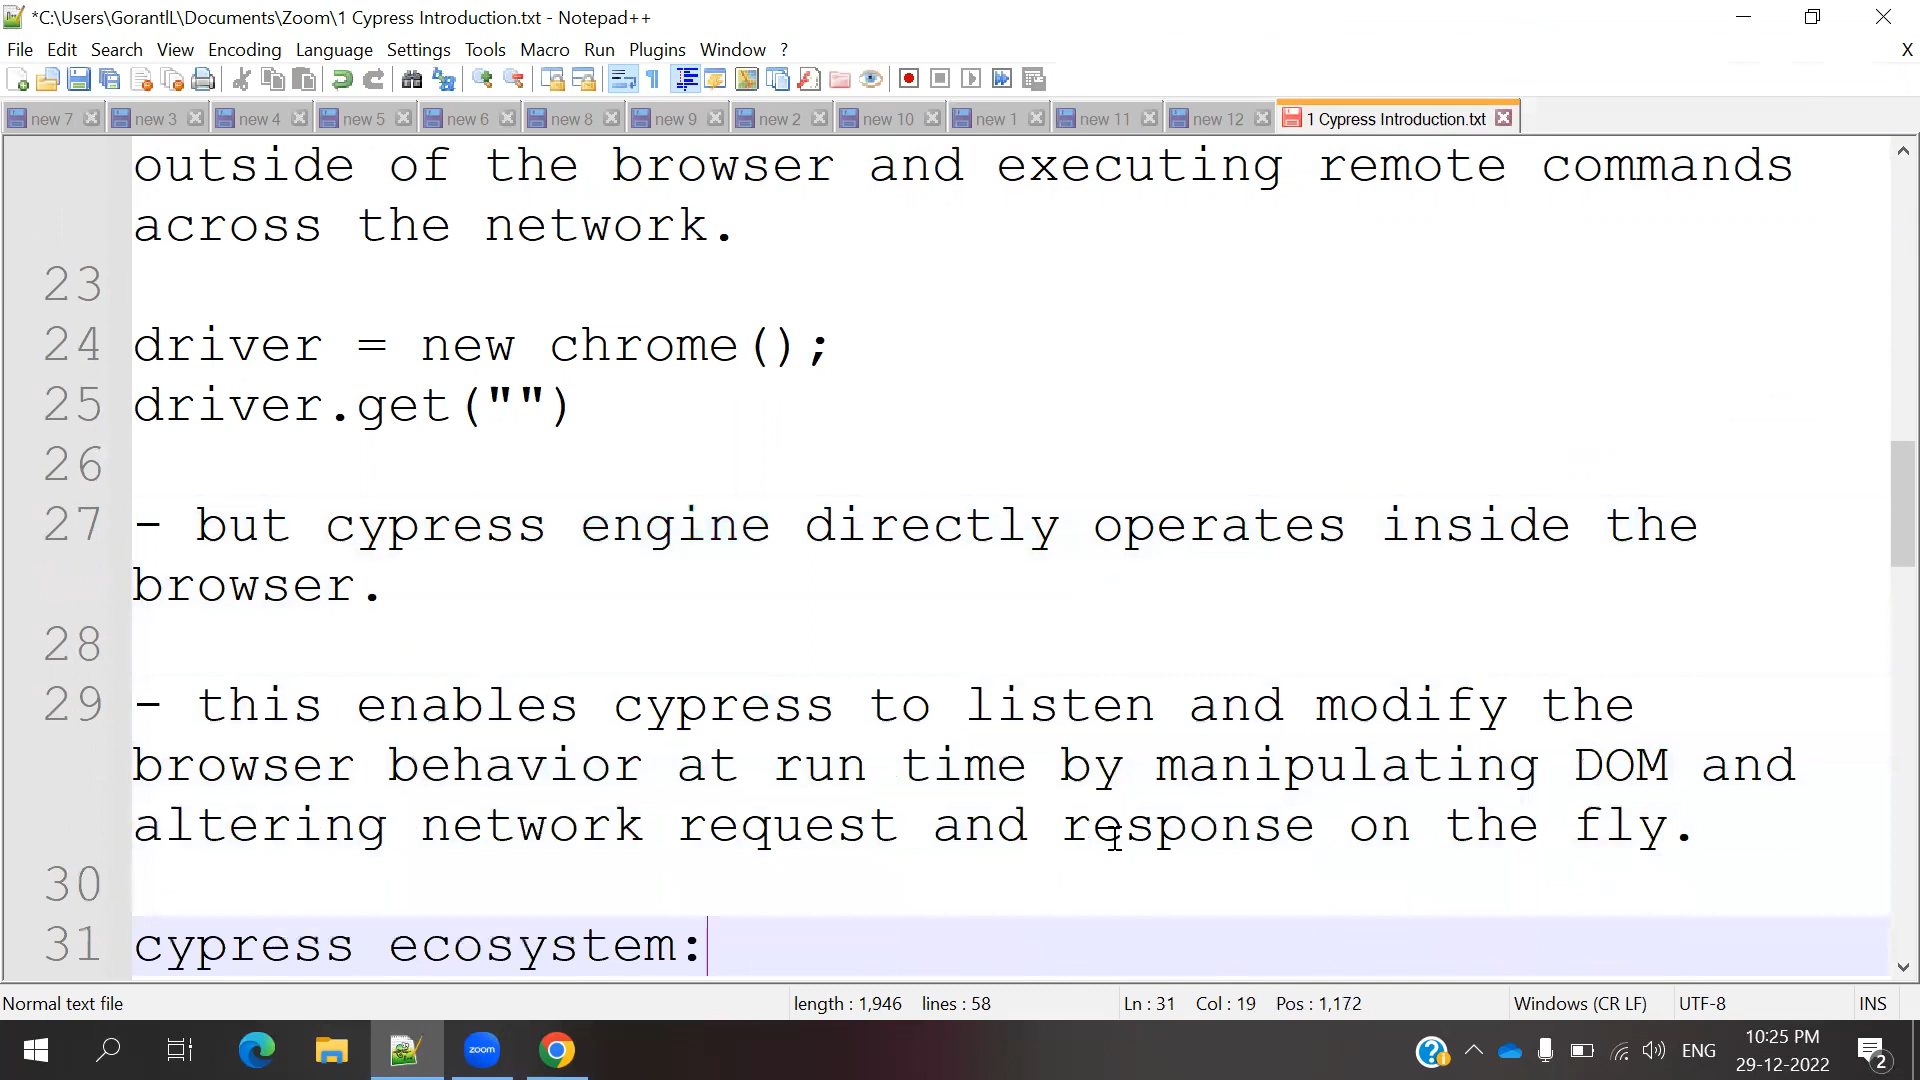 *C:\Users\GorantlL\Documents\Zoom\1 Cypress Introduction.txt - Notepad++
File Edit Search View Encoding Language Settings Tools Macro Run Plugins Window ? X
new 7 new 3 new 4 new 5 new 6 new 8 new 9 new 2 new 10 new 1 new 11 new 12 1 Cypress Introduction.txt
outside of the browser and executing remote commands
across the network.
23
24 driver = new chrome();
25 driver.get("")
26
27 - but cypress engine directly operates inside the
browser.
28
29 - this enables cypress to listen and modify the
browser behavior at run time by manipulating DOM and
altering network request and response on the fly.
30
31 cypress ecosystem:
Normal text file length : 1,946 lines : 58 Ln : 31 Col : 19 Pos : 1,172 Windows (CR LF) UTF-8 INS
zoom ENG 10:25 PM
29-12-2022 2